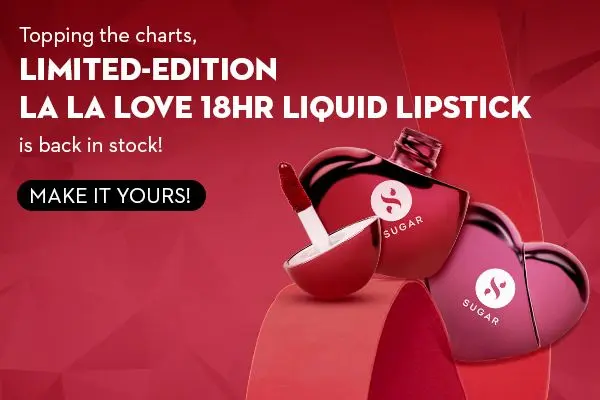 Topping the charts,
LIMITED-EDITION
LA LA LOVE 18HR LIQUID LIPSTICK
is back in stock!
MAKE IT YOURS!
SUGAR
SUGAR